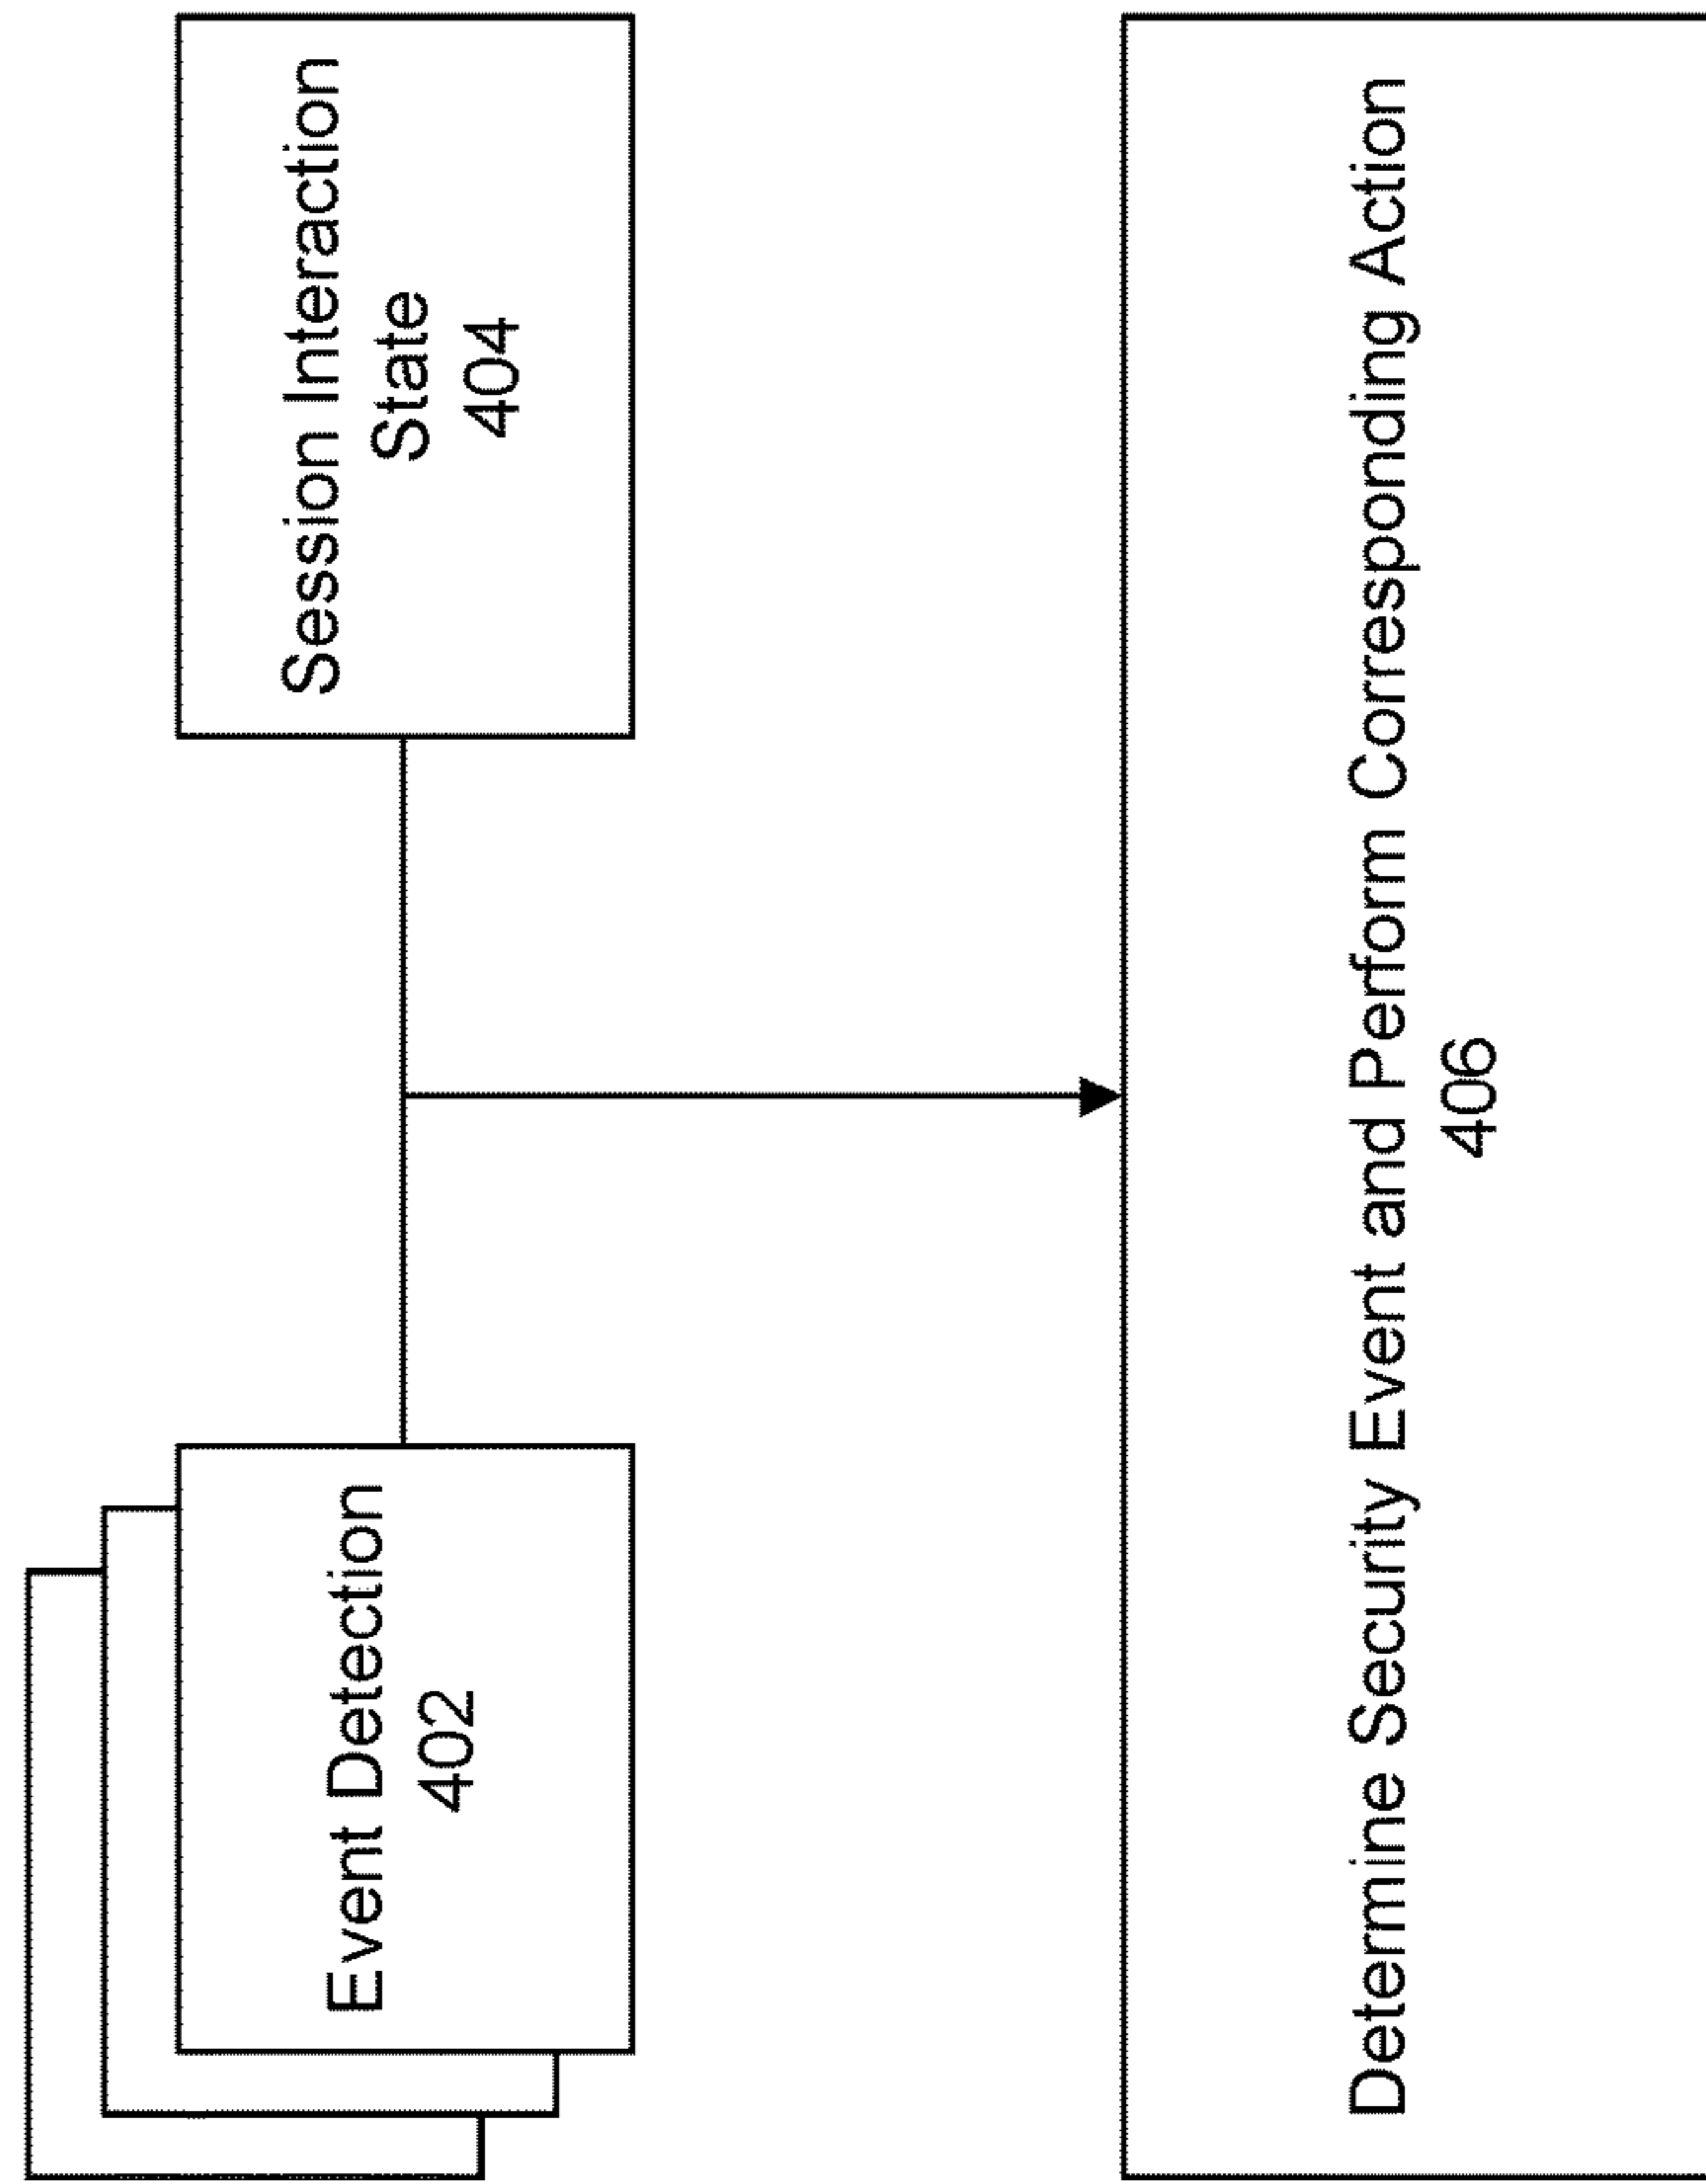 Event Detection
402
Session Interaction
State
404
Determine Security Event and Perform Corresponding Action
406